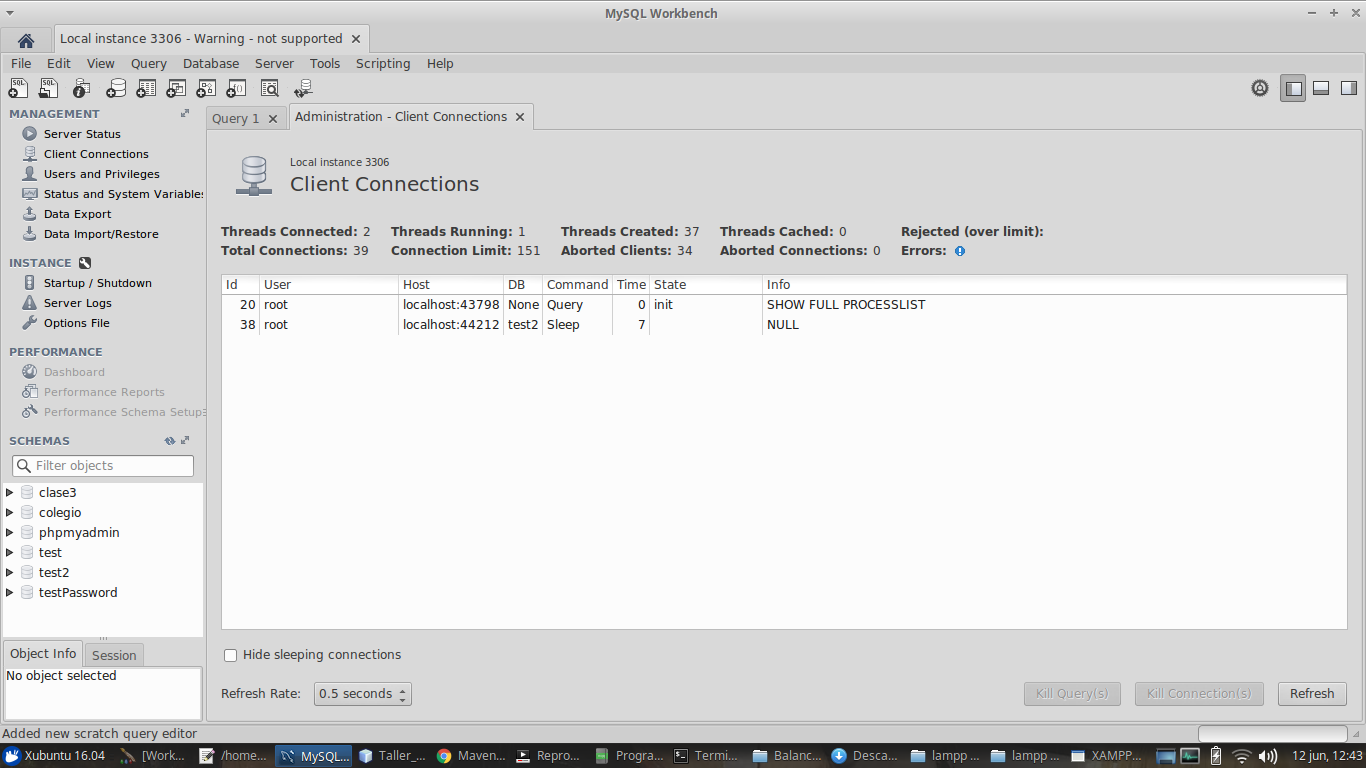 MySQL Workbench
Local instance 3306 - Warning - not supported
File Edit View Query Database Server Tools Scripting Help
MANAGEMENT
Server Status
Client Connections
Users and Privileges
Status and System Variables
Data Export
Data Import/Restore
INSTANCE
Startup / Shutdown
Server Logs
Options File
PERFORMANCE
Dashboard
Performance Reports
Performance Schema Setup
SCHEMAS
Filter objects
clase3
colegio
phpmyadmin
test
test2
testPassword
Object Info Session
No object selected
Query 1 Administration - Client Connections
Local instance 3306
Client Connections
Threads Connected: 2 Threads Running: 1 Threads Created: 37 Threads Cached: 0 Rejected (over limit):
Total Connections: 39 Connection Limit: 151 Aborted Clients: 34 Aborted Connections: 0 Errors:
Id User Host DB Command Time State Info
20 root localhost:43798 None Query 0 init SHOW FULL PROCESSLIST
38 root localhost:44212 test2 Sleep 7 NULL
Hide sleeping connections
Refresh Rate: 0.5 seconds Kill Query(s) Kill Connection(s) Refresh
Added new scratch query editor
Xubuntu 16.04 [Work... /home... MySQL... Taller_... Maven... Repro... Progra... Termi... Balanc... Desca... lampp ... lampp ... XAMPP... 12 jun, 12:43